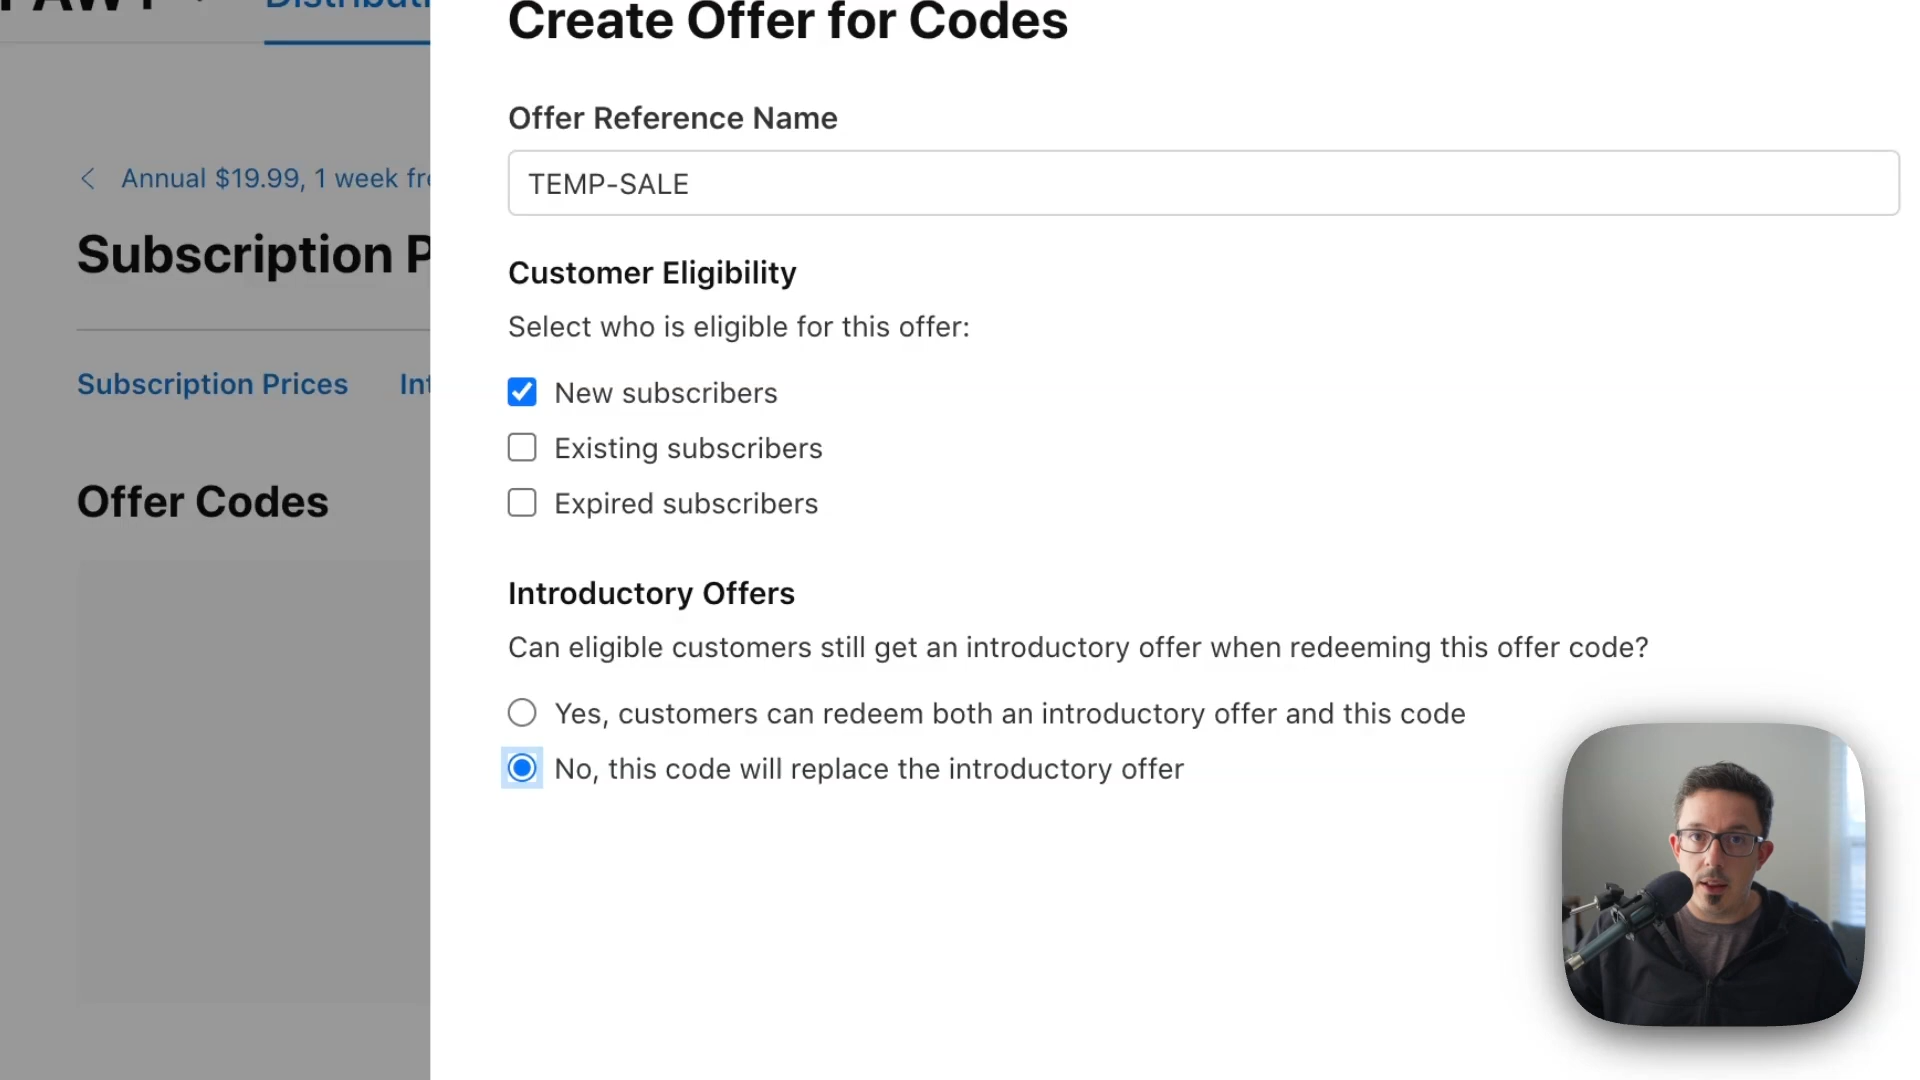 Create Offer for Codes
Offer Reference Name
TEMP-SALE
Customer Eligibility
Select who is eligible for this offer:
New subscribers
Existing subscribers
Expired subscribers
Introductory Offers
Can eligible customers still get an introductory offer when redeeming this offer code?
Yes, customers can redeem both an introductory offer and this code
No, this code will replace the introductory offer
Annual $19.99, 1 week fr
Subscription P
Subscription Prices
Offer Codes